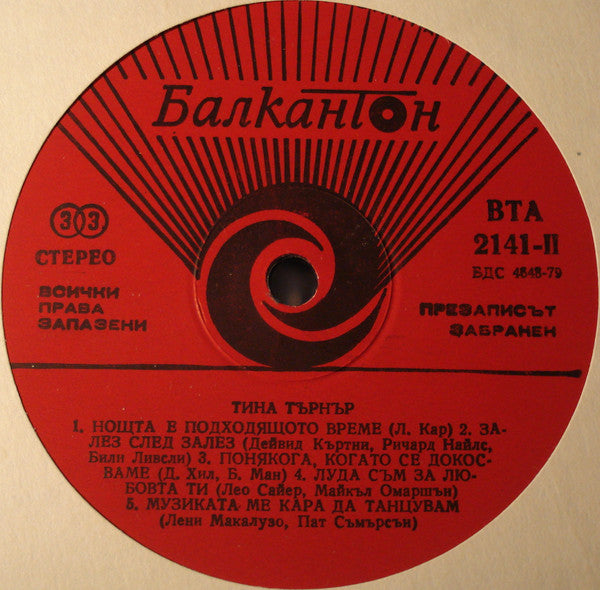 Балкантон
33
СТЕРЕО
ВСИЧКИ
ПРАВА
ЗАПАЗЕНИ
ВТА
2141-II
БДС 4648-79
ПРЕЗАПИСЪТ
ЗАБРАНЕН
ТИНА ТЪРНЪР
1. НОЩТА Е ПОДХОДЯЩОТО ВРЕМЕ (Л. Кар) 2. ЗА-
ЛЕЗ СЛЕД ЗАЛЕЗ (Дейвид Къртни, Ричард Найлс,
Били Ливсли) 3. ПОНЯКОГА, КОГАТО СЕ ДОКОС-
ВАМЕ (Д. Хил, Б. Ман) 4. ЛУДА СЪМ ЗА ЛЮ-
БОВТА ТИ (Лео Сайер, Майкъл Омаршън)
5. МУЗИКАТА МЕ КАРА ДА ТАНЦУВАМ
(Лени Макалузо, Пат Съмърсън)